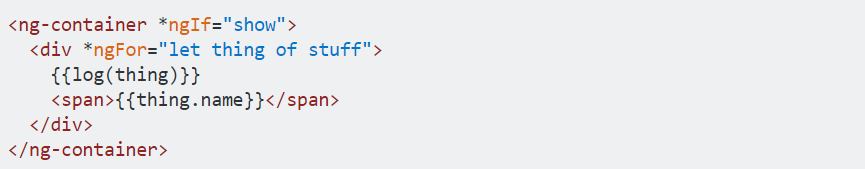 <ng-container *ngIf="show">
  <div *ngFor="let thing of stuff">
    {{log(thing)}}
    <span>{{thing.name}}</span>
  </div>
</ng-container>